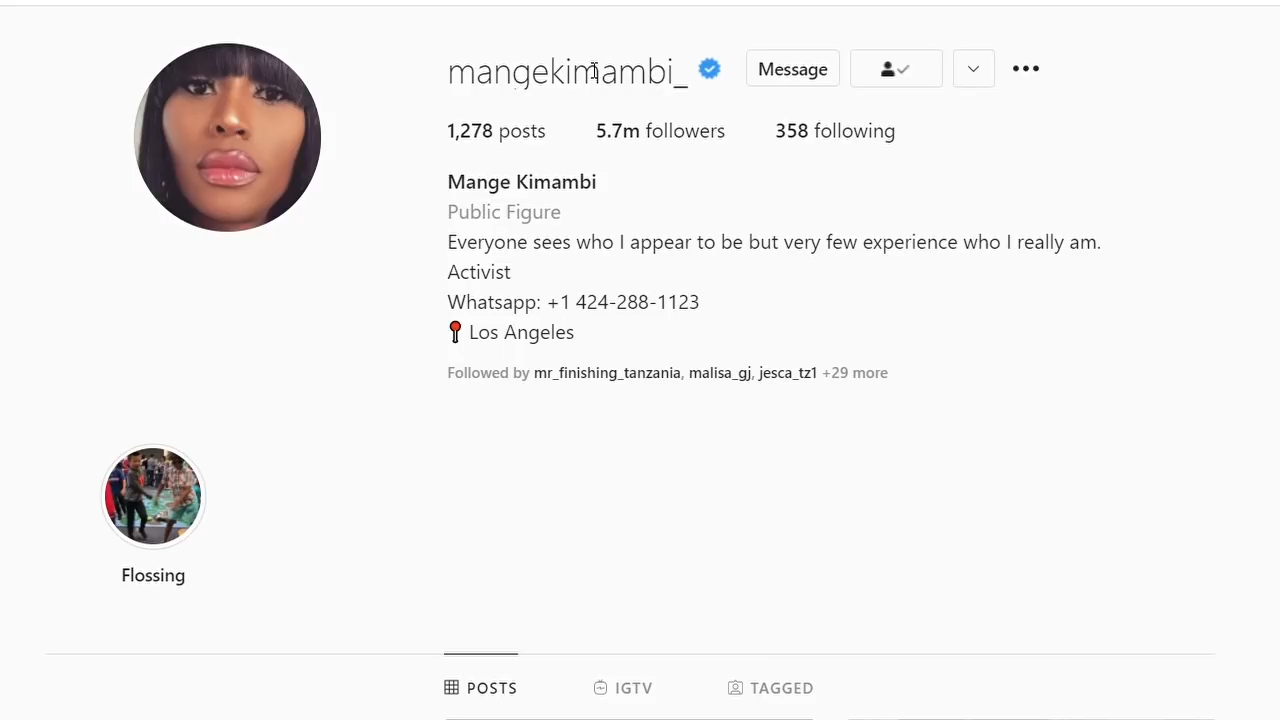 mangekimambi_ Message
1,278 posts 5.7m followers 358 following
Mange Kimambi
Public Figure
Everyone sees who I appear to be but very few experience who I really am.
Activist
Whatsapp: +1 424-288-1123
Los Angeles
Followed by mr_finishing_tanzania, malisa_gj, jesca_tz1 +29 more
Flossing
POSTS IGTV TAGGED